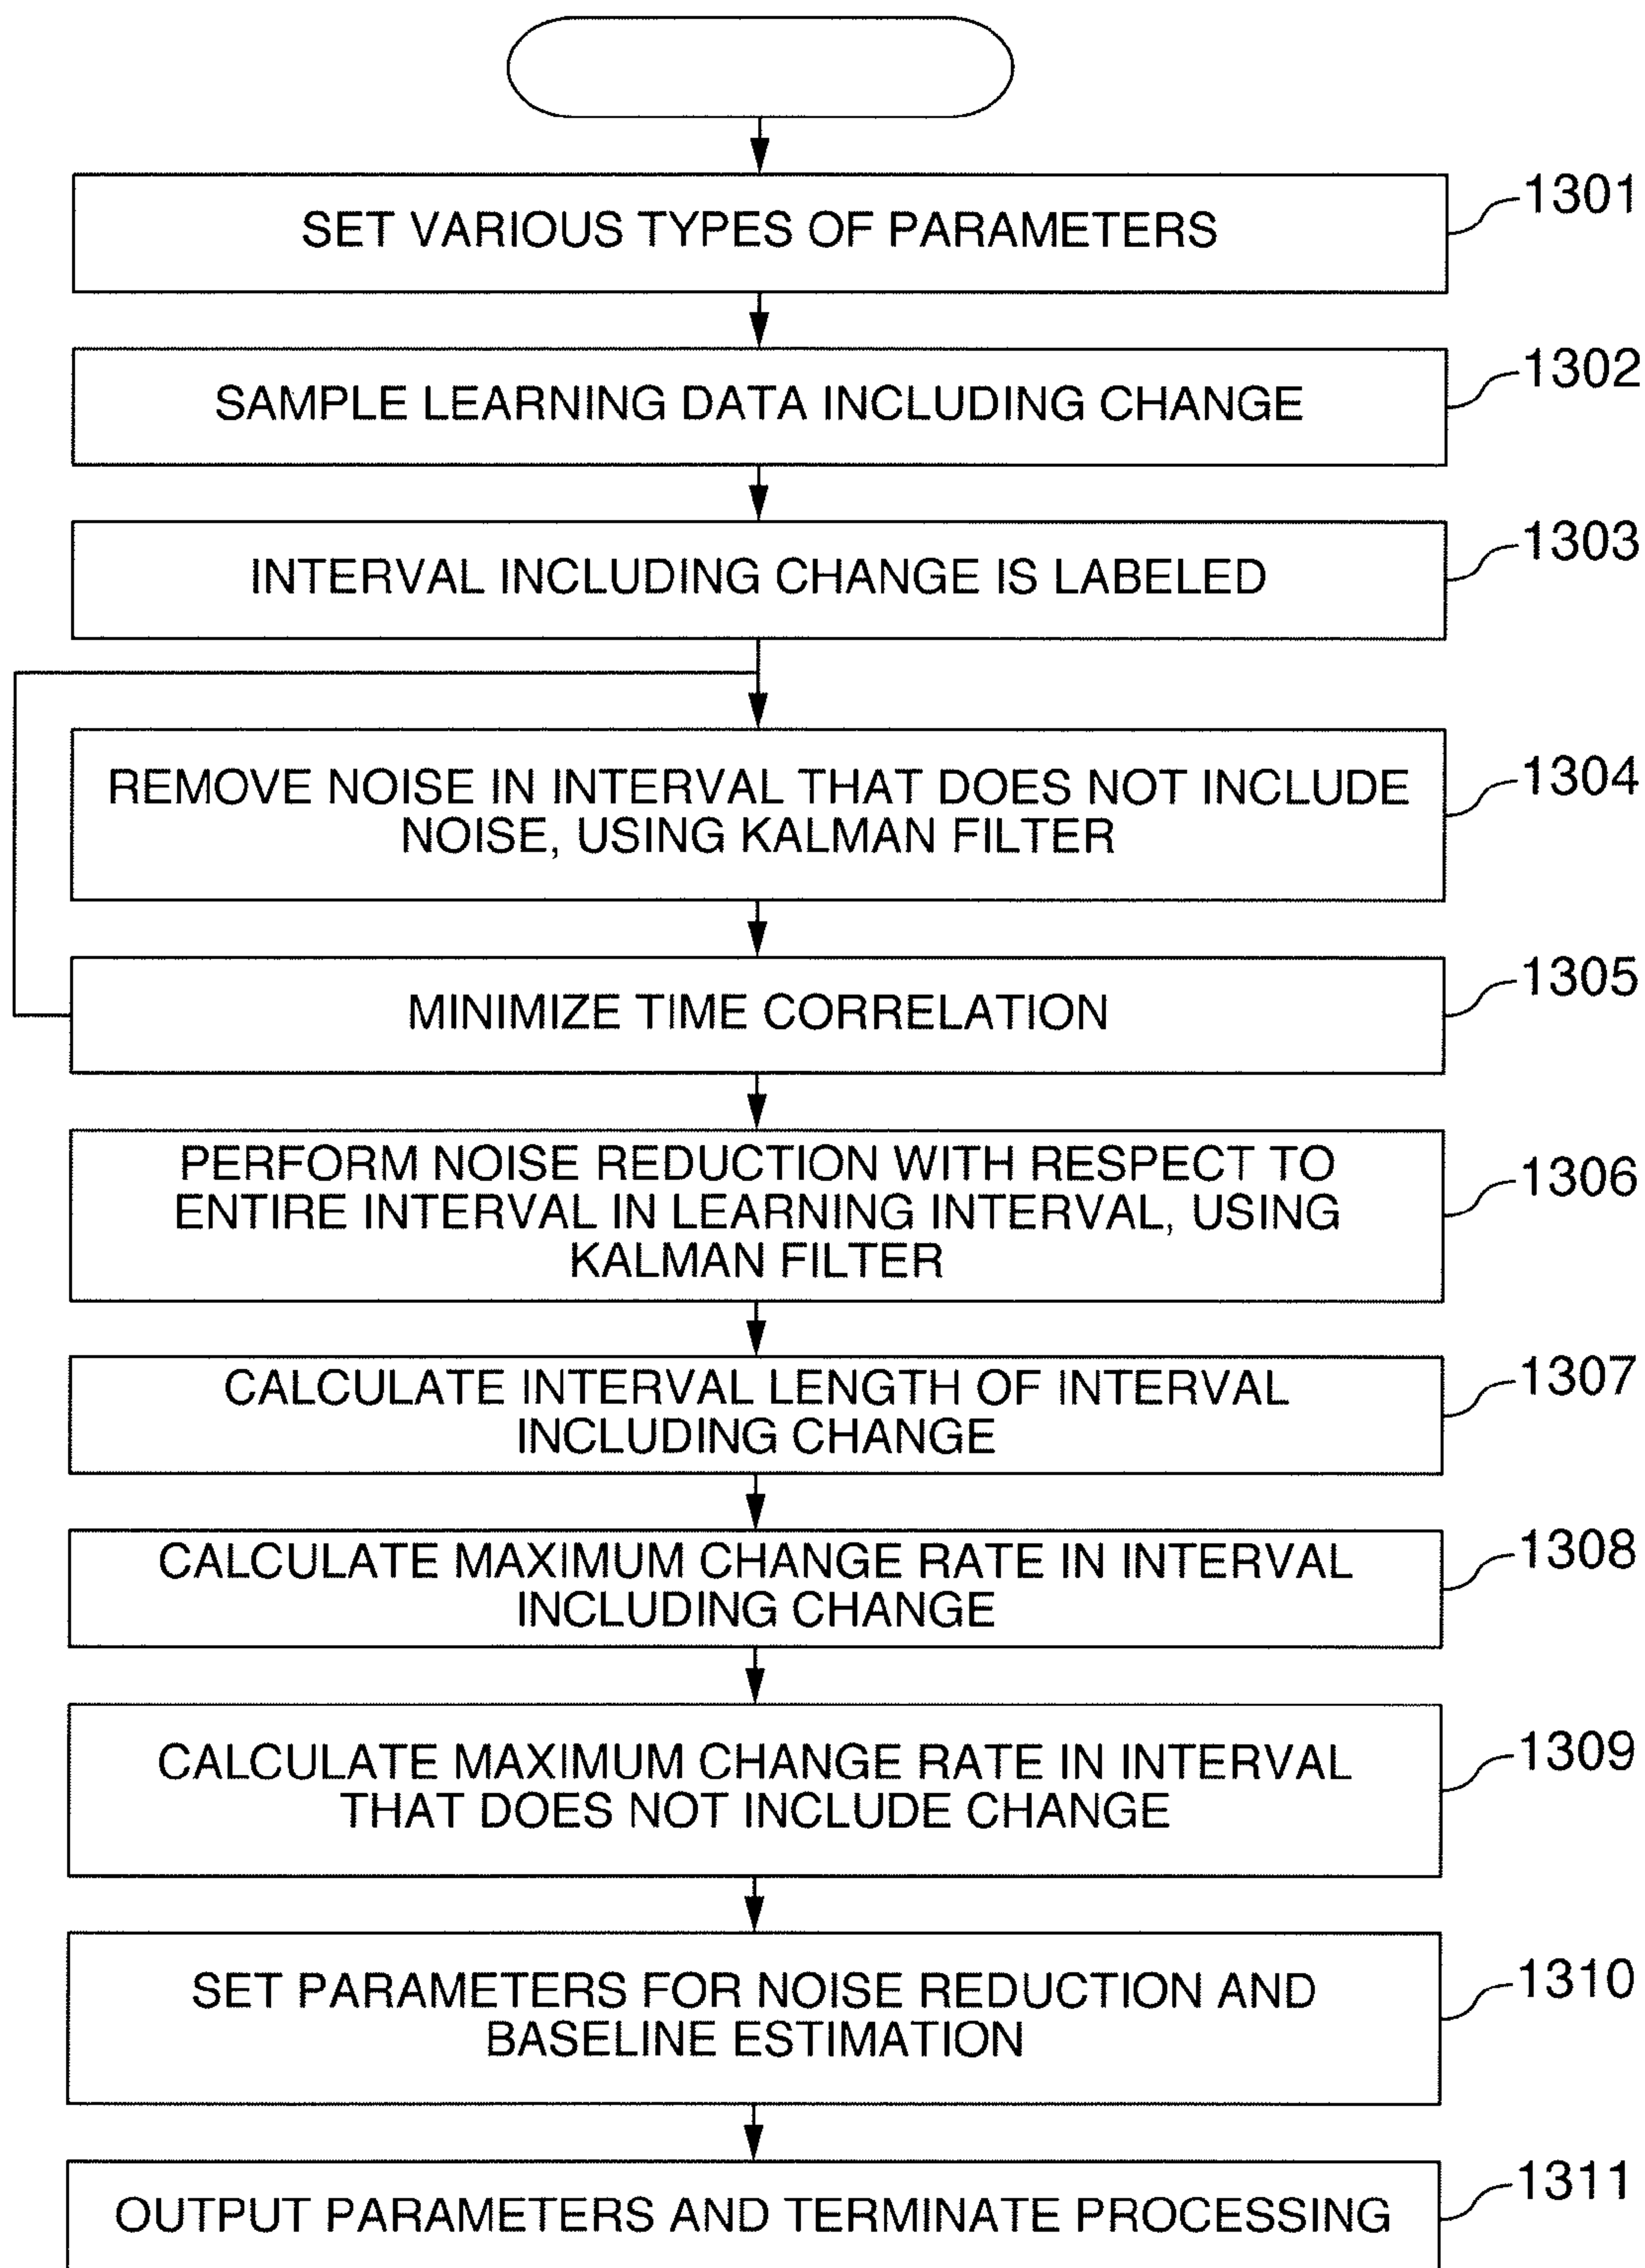 SET VARIOUS TYPES OF PARAMETERS
1301
SAMPLE LEARNING DATA INCLUDING CHANGE
1302
INTERVAL INCLUDING CHANGE IS LABELED
1303
REMOVE NOISE IN INTERVAL THAT DOES NOT INCLUDE
NOISE, USING KALMAN FILTER
1304
MINIMIZE TIME CORRELATION
1305
PERFORM NOISE REDUCTION WITH RESPECT TO
ENTIRE INTERVAL IN LEARNING INTERVAL, USING
KALMAN FILTER
1306
CALCULATE INTERVAL LENGTH OF INTERVAL
INCLUDING CHANGE
1307
CALCULATE MAXIMUM CHANGE RATE IN INTERVAL
INCLUDING CHANGE
1308
CALCULATE MAXIMUM CHANGE RATE IN INTERVAL
THAT DOES NOT INCLUDE CHANGE
1309
SET PARAMETERS FOR NOISE REDUCTION AND
BASELINE ESTIMATION
1310
OUTPUT PARAMETERS AND TERMINATE PROCESSING
1311